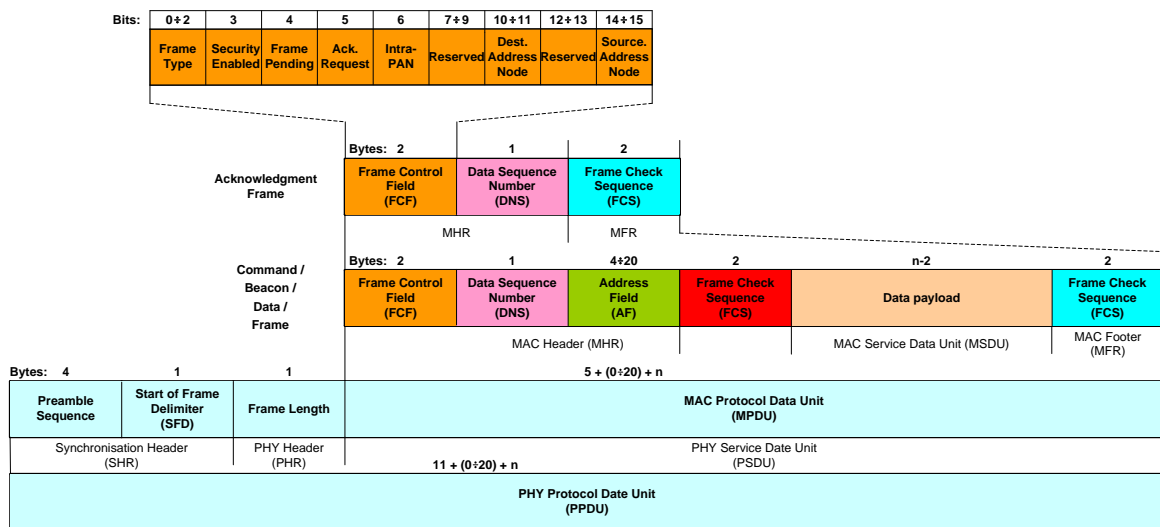 Bits: 0÷2 3 4 5 6 7÷9 10÷11 12÷13 14÷15
Frame Type
Security Enabled
Frame Pending
Ack. Request
Intra-PAN
Reserved
Dest. Address Node
Reserved
Source. Address Node
Bytes: 2 1 2
Acknowledgment
Frame
Frame Control
Field
(FCF)
Data Sequence
Number
(DNS)
Frame Check
Sequence
(FCS)
MHR
MFR
Bytes: 2 1 4÷20 2 n-2 2
Command /
Beacon /
Data /
Frame
Frame Control
Field
(FCF)
Data Sequence
Number
(DNS)
Address
Field
(AF)
Frame Check
Sequence
(FCS)
Data payload
Frame Check
Sequence
(FCS)
MAC Header (MHR)
MAC Service Data Unit (MSDU)
MAC Footer
(MFR)
Bytes: 4 1 1 5 + (0÷20) + n
Preamble
Sequence
Start of Frame
Delimiter
(SFD)
Frame Length
MAC Protocol Data Unit
(MPDU)
Synchronisation Header
(SHR)
PHY Header
(PHR)
PHY Service Date Unit
(PSDU)
11 + (0÷20) + n
PHY Protocol Date Unit
(PPDU)